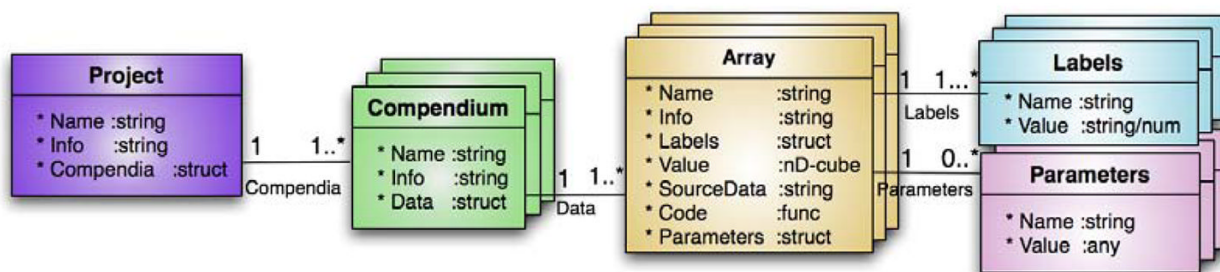 Project
* Name :string
* Info :string
* Compendia :struct
1 1..*
Compendia
Compendium
* Name :string
* Info :string
* Data :struct
1 1..*
Data
Array
* Name :string
* Info :string
* Labels :struct
* Value :nD-cube
* SourceData :string
* Code :func
* Parameters :struct
1 1...*
Labels
1 0..*
Parameters
Labels
* Name :string
* Value :string/num
Parameters
* Name :string
* Value :any